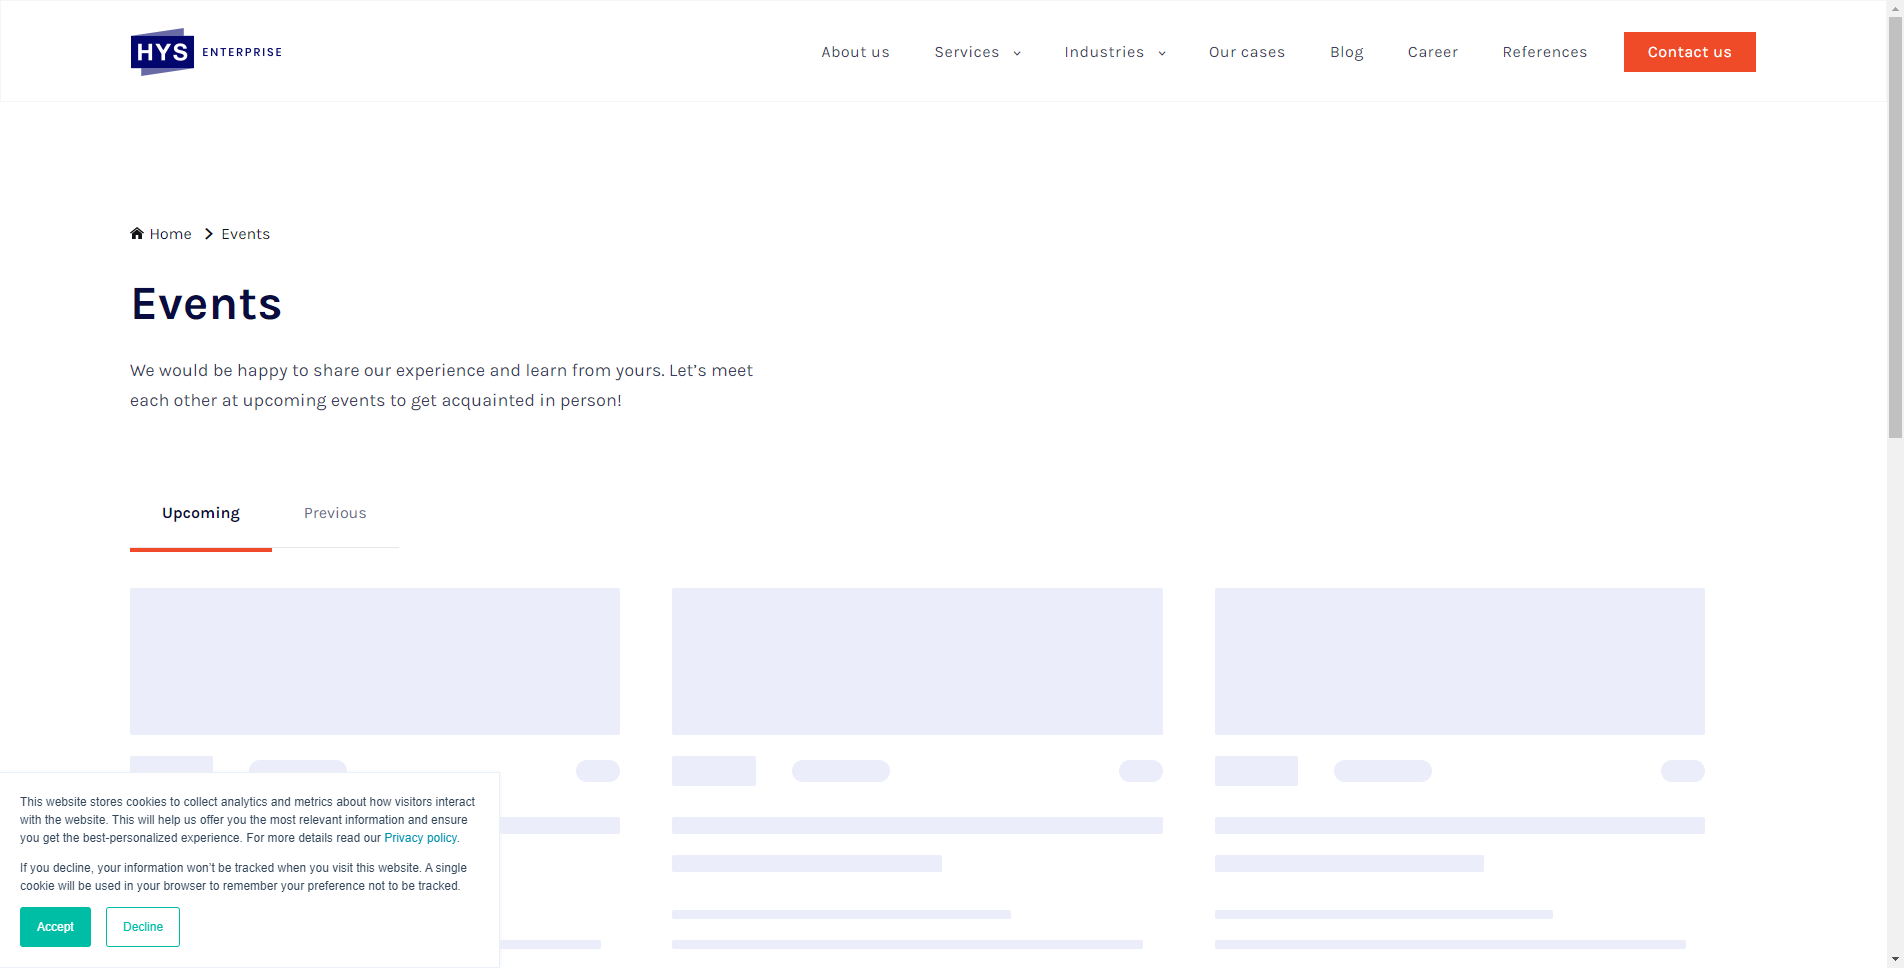 HYS ENTERPRISE
About us Services Industries Our cases Blog Career References Contact us
Home Events
Events
We would be happy to share our experience and learn from yours. Let’s meet
each other at upcoming events to get acquainted in person!
Upcoming Previous
This website stores cookies to collect analytics and metrics about how visitors interact
with the website. This will help us offer you the most relevant information and ensure
you get the best-personalized experience. For more details read our Privacy policy.
If you decline, your information won’t be tracked when you visit this website. A single
cookie will be used in your browser to remember your preference not to be tracked.
Accept Decline